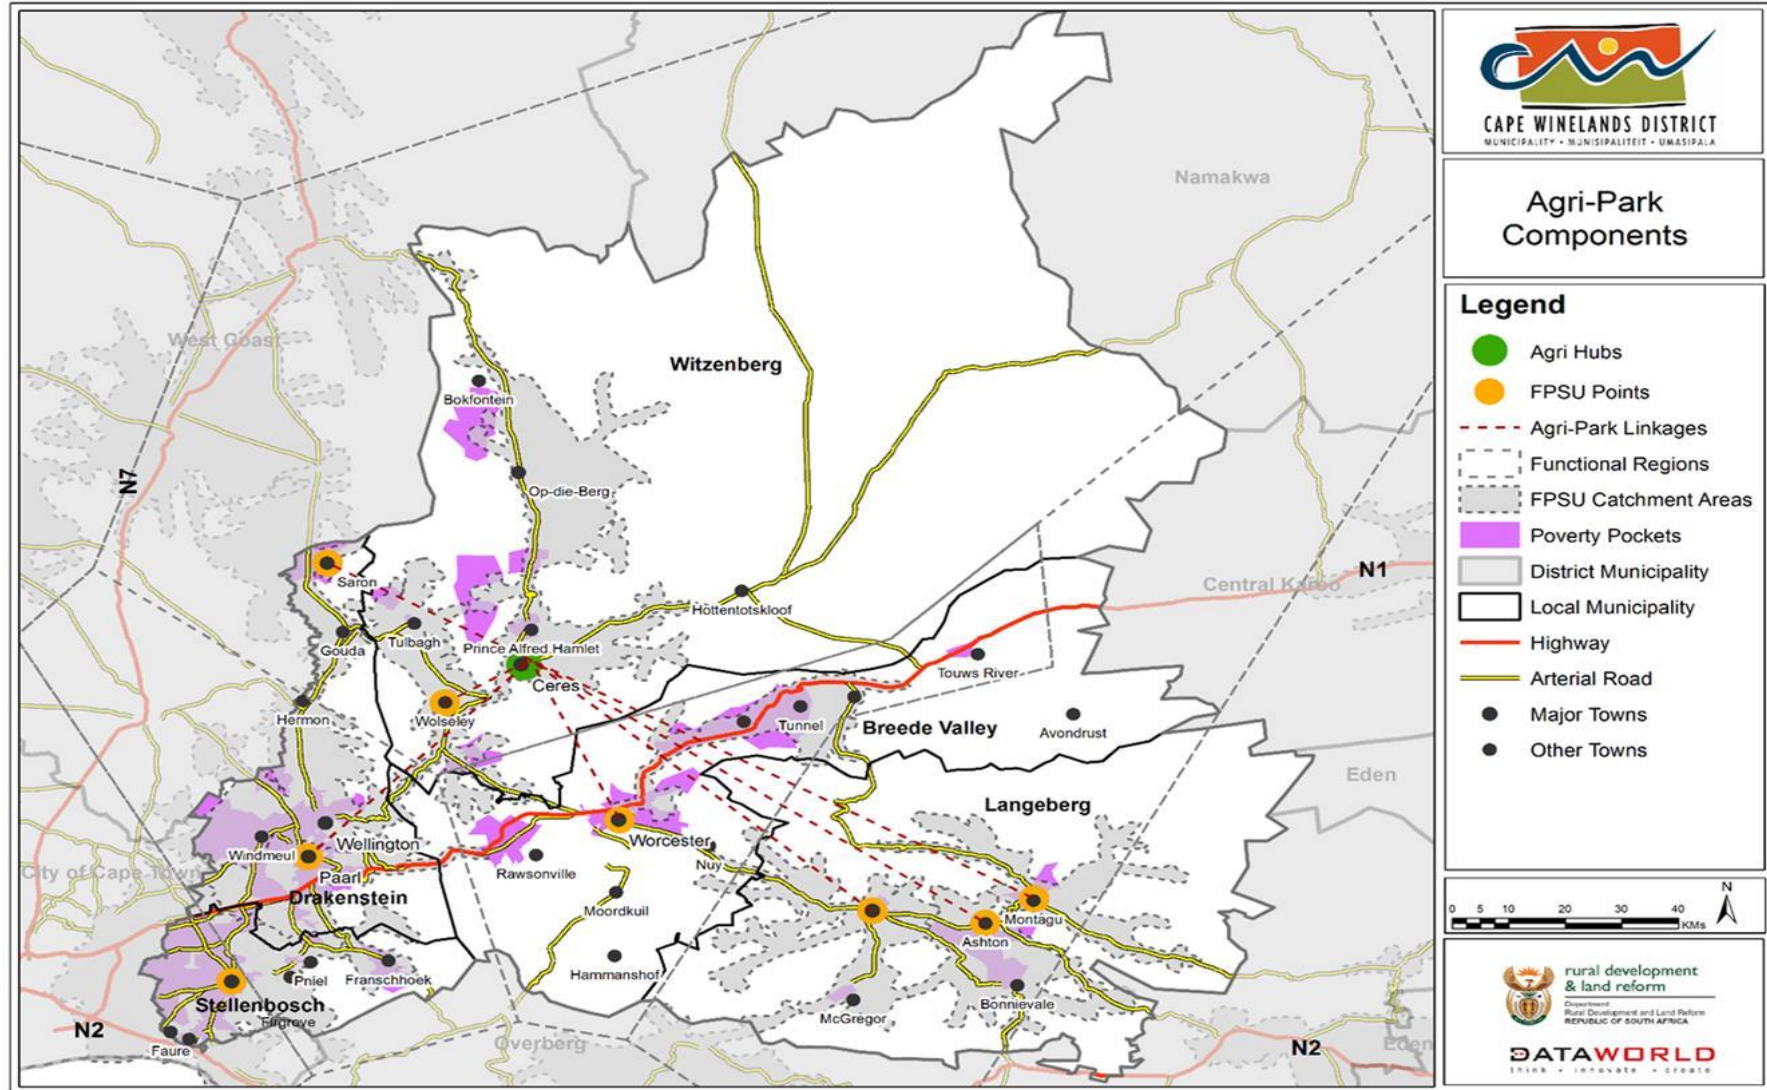 Namakwa
West Coast
Witzenberg
Bokfontein
N7
Op-die-Berg
Saron
Central Karoo
N1
Hottentotskloof
Gouda
Tulbagh
Prince Alfred Hamlet
Ceres
Touws River
Hermon
Wolseley
Tunnel
Breede Valley
Avondrust
Eden
Langeberg
Windmeul
Wellington
Worcester
City of Cape Town
Paarl
Rawsonville
Nuy
Drakenstein
Moordkuil
Montagu
Ashton
Pniel
Franschhoek
Hammanshof
Stellenbosch
Firgrove
McGregor
Bonnievale
N2
Faure
Overberg
N2
Eden
CAPE WINELANDS DISTRICT
MUNICIPALITY • MUNISIPALITEIT • UMASIPALA
Agri-Park
Components
Legend
Agri Hubs
FPSU Points
Agri-Park Linkages
Functional Regions
FPSU Catchment Areas
Poverty Pockets
District Municipality
Local Municipality
Highway
Arterial Road
Major Towns
Other Towns
N
0 5 10 20 30 40
KMs
rural development
& land reform
Department:
Rural Development and Land Reform
REPUBLIC OF SOUTH AFRICA
DATAWORLD
think • innovate • create